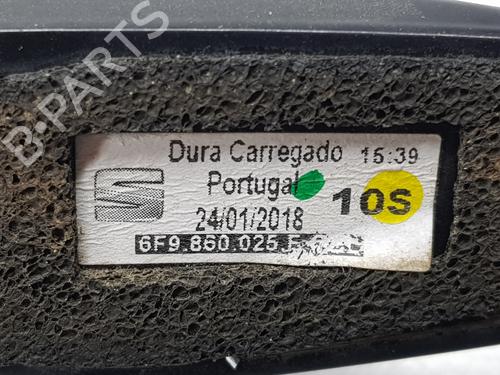 B-PARTS
Dura Carregado 15:39
Portugal
10S
24/01/2018
6F9.860.025